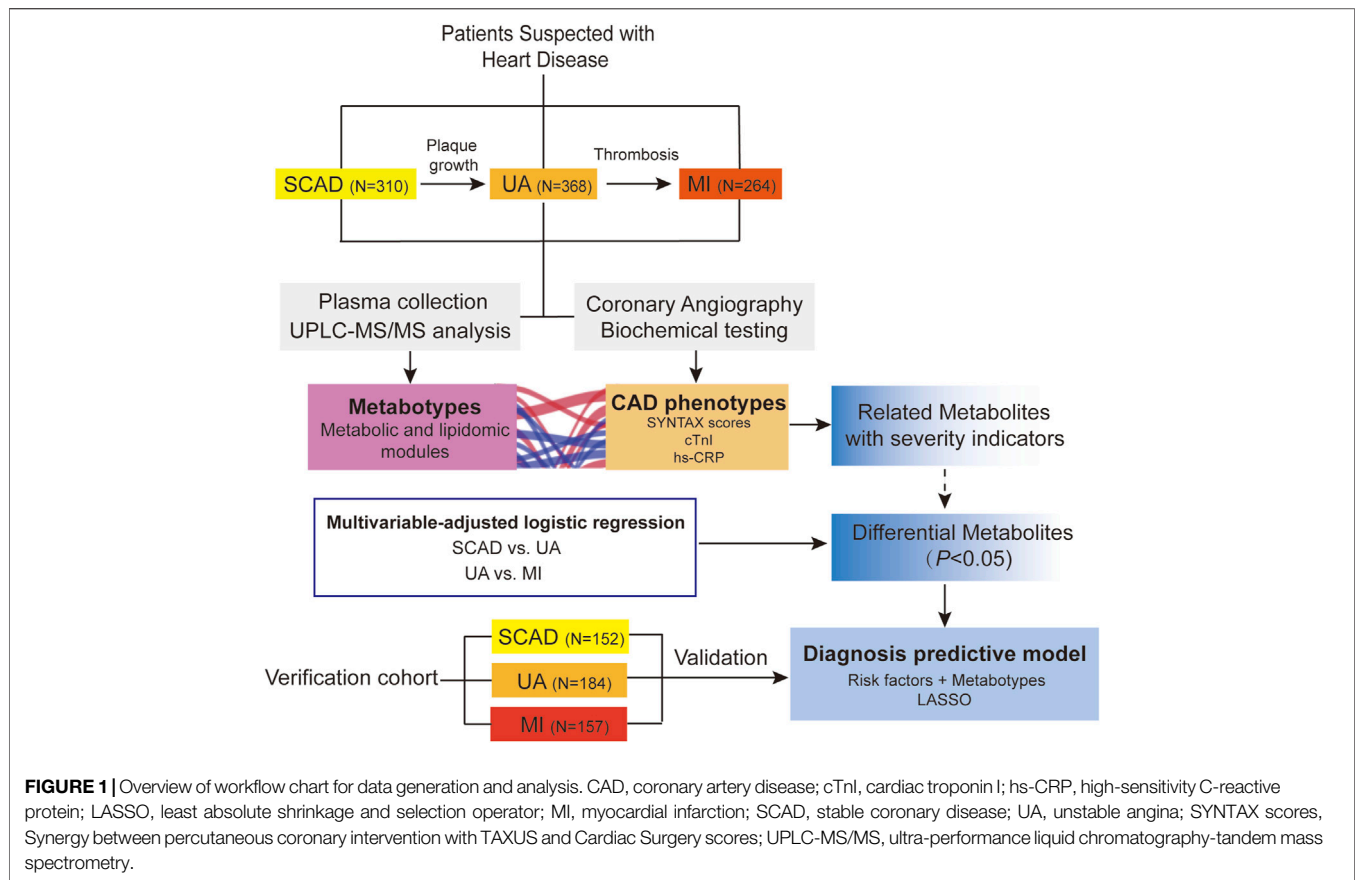 Patients Suspected with
Heart Disease
Plaque
growth
Thrombosis
SCAD (N=310)
UA (N=368)
MI (N=264)
Plasma collection
UPLC-MS/MS analysis
Coronary Angiography
Biochemical testing
Metabotypes
Metabolic and lipidomic
modules
CAD phenotypes
SYNTAX scores
cTnI
hs-CRP
Related Metabolites
with severity indicators
Multivariable-adjusted logistic regression
SCAD vs. UA
UA vs. MI
Differential Metabolites
（P<0.05)
Verification cohort
SCAD (N=152)
UA (N=184)
MI (N=157)
Validation
Diagnosis predictive model
Risk factors + Metabotypes
LASSO
FIGURE 1 | Overview of workflow chart for data generation and analysis. CAD, coronary artery disease; cTnI, cardiac troponin I; hs-CRP, high-sensitivity C-reactive
protein; LASSO, least absolute shrinkage and selection operator; MI, myocardial infarction; SCAD, stable coronary disease; UA, unstable angina; SYNTAX scores,
Synergy between percutaneous coronary intervention with TAXUS and Cardiac Surgery scores; UPLC-MS/MS, ultra-performance liquid chromatography-tandem mass
spectrometry.